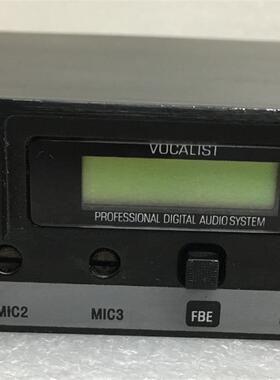 VOCALIST
PROFESSIONAL DIGITAL AUDIO SYSTEM
MIC2 MIC3 FBE